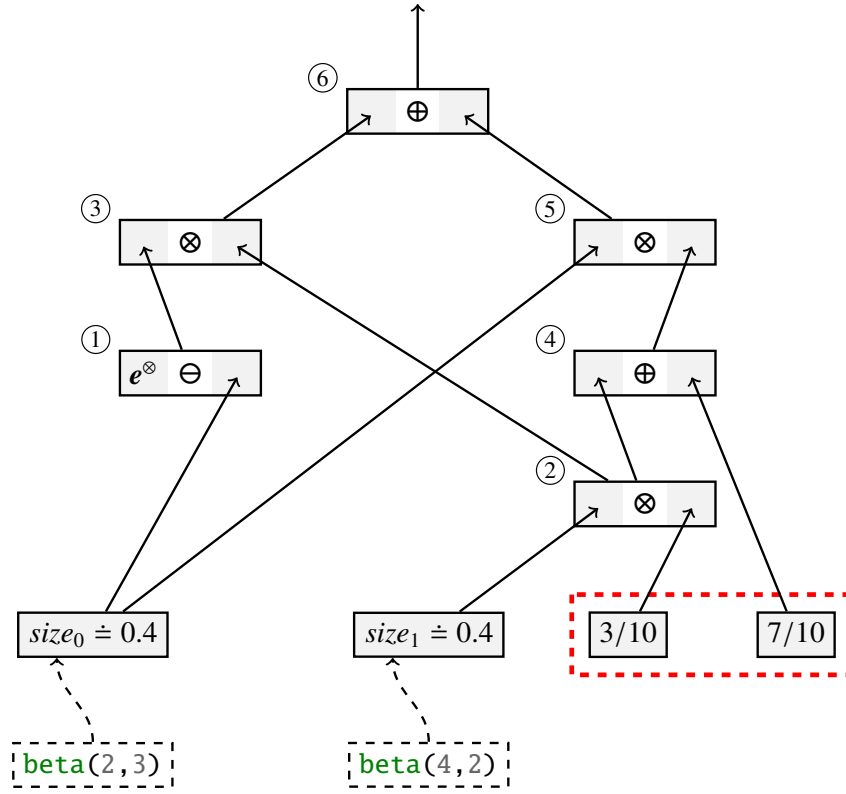 ⑥
⊕
③
⑤
⊗
⊗
①
④
e⊗ ⊖
⊕
②
⊗
size₀ ≐ 0.4
size₁ ≐ 0.4
3/10
7/10
beta(2,3)
beta(4,2)